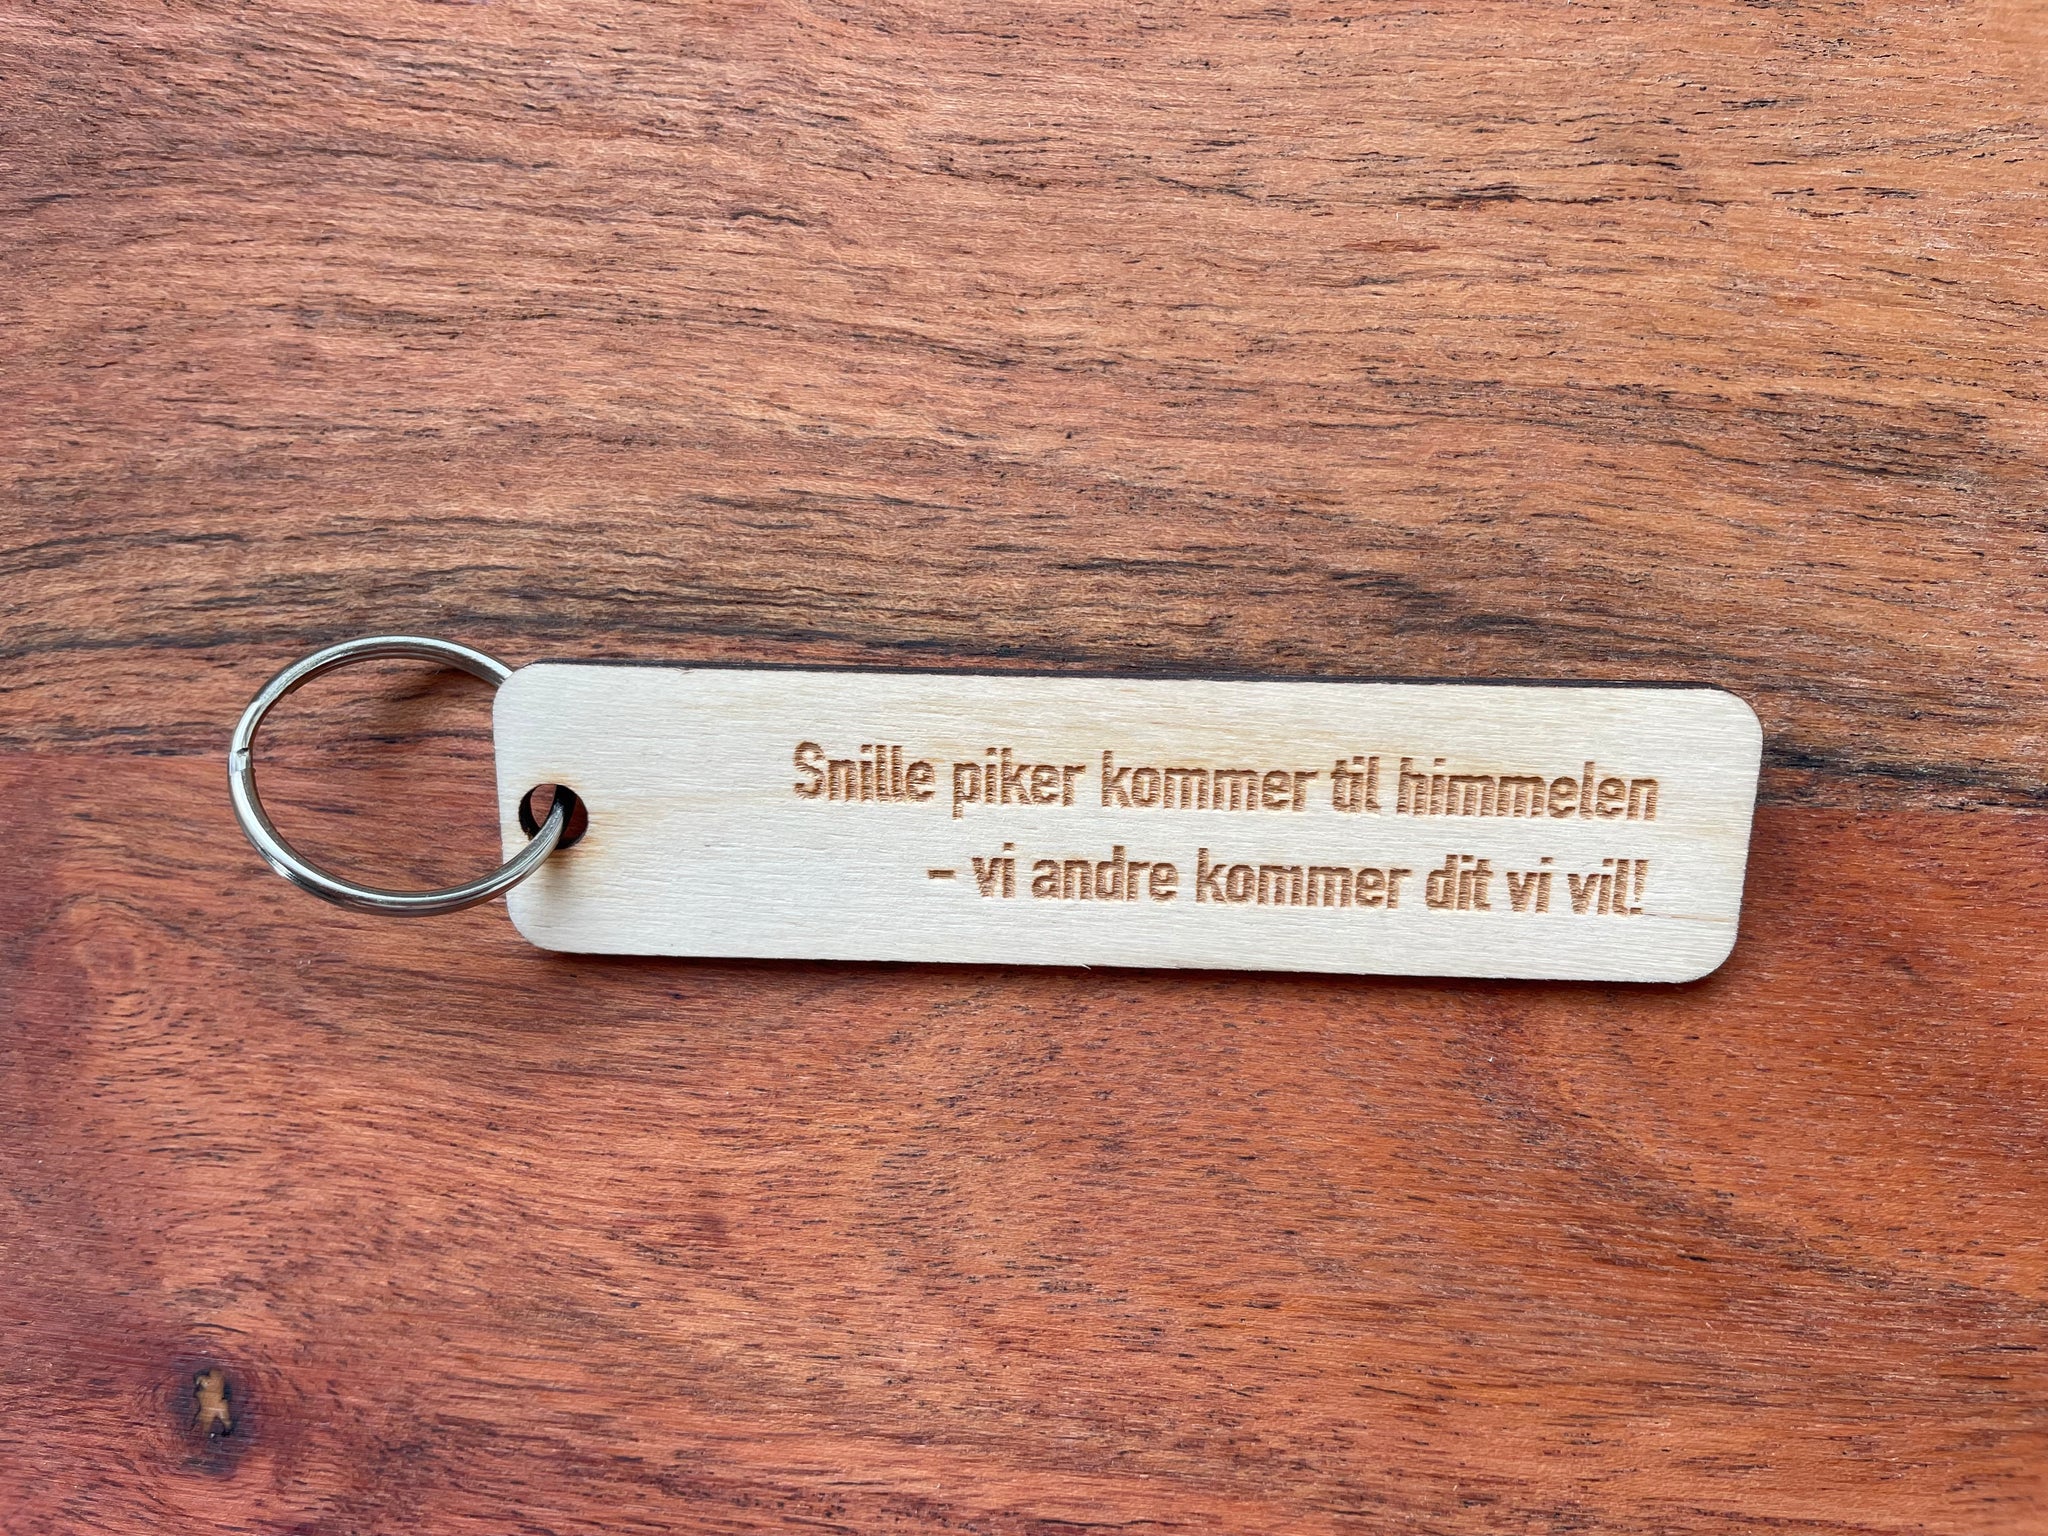 Snille piker kommer til himmelen
- vi andre kommer dit vi vil!